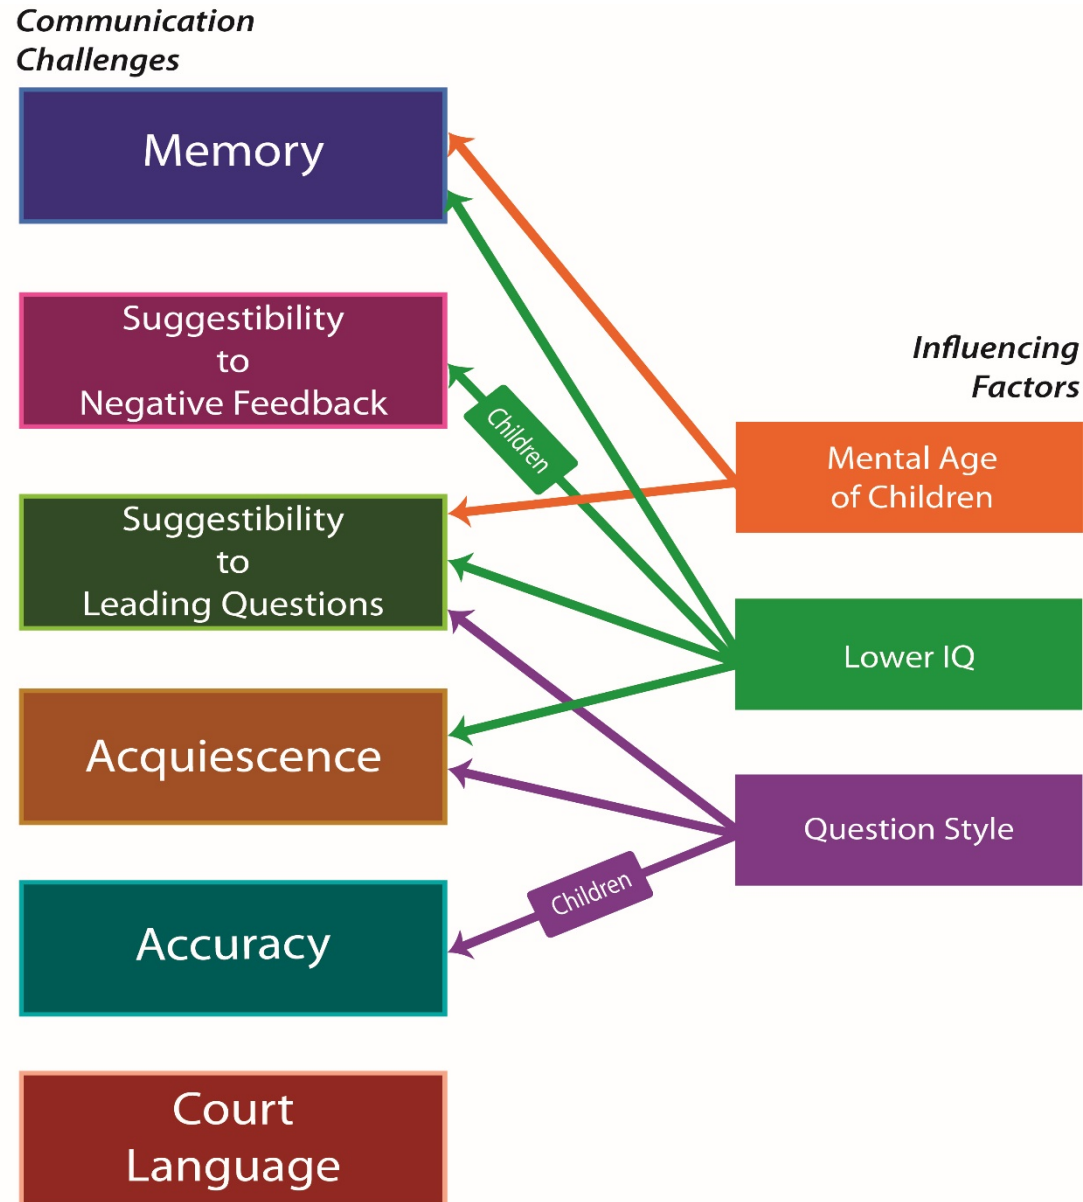 Communication
Challenges
Memory
Suggestibility
to
Negative Feedback
Children
Suggestibility
to
Leading Questions
Acquiescence
Accuracy
Children
Court
Language
Influencing
Factors
Mental Age
of Children
Lower IQ
Question Style